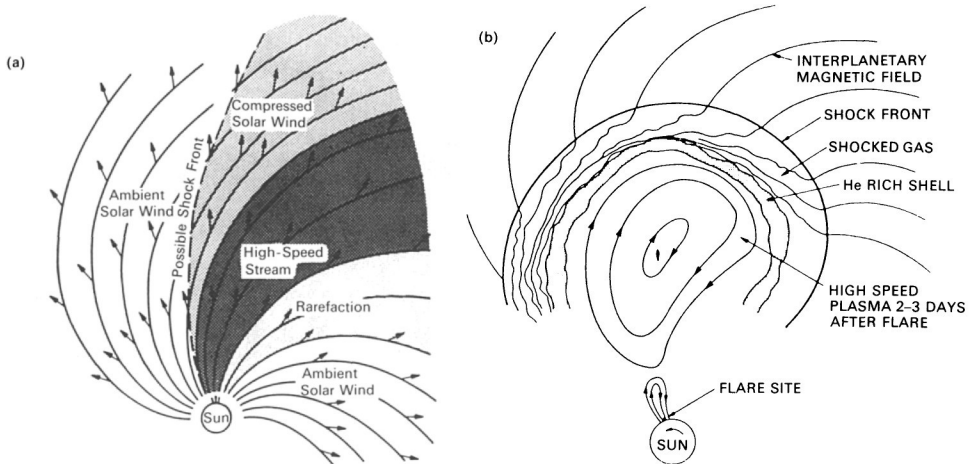 (a)
Compressed
Solar Wind
Possible Shock Front
Ambient
Solar Wind
High-Speed
Stream
Rarefaction
Ambient
Solar Wind
Sun
(b)
INTERPLANETARY
MAGNETIC FIELD
SHOCK FRONT
SHOCKED GAS
He RICH SHELL
HIGH SPEED
PLASMA 2–3 DAYS
AFTER FLARE
FLARE SITE
SUN